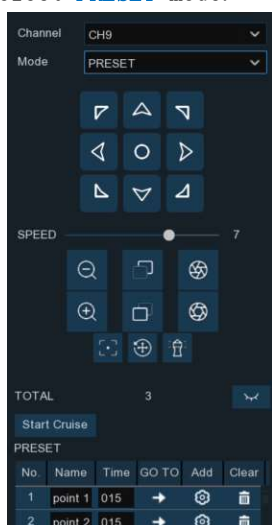 Channel CH9
Mode PRESET
SPEED 7
TOTAL 3
Start Cruise
PRESET
No. Name Time GO TO Add Clear
1 point 1 015
2 point 2 015